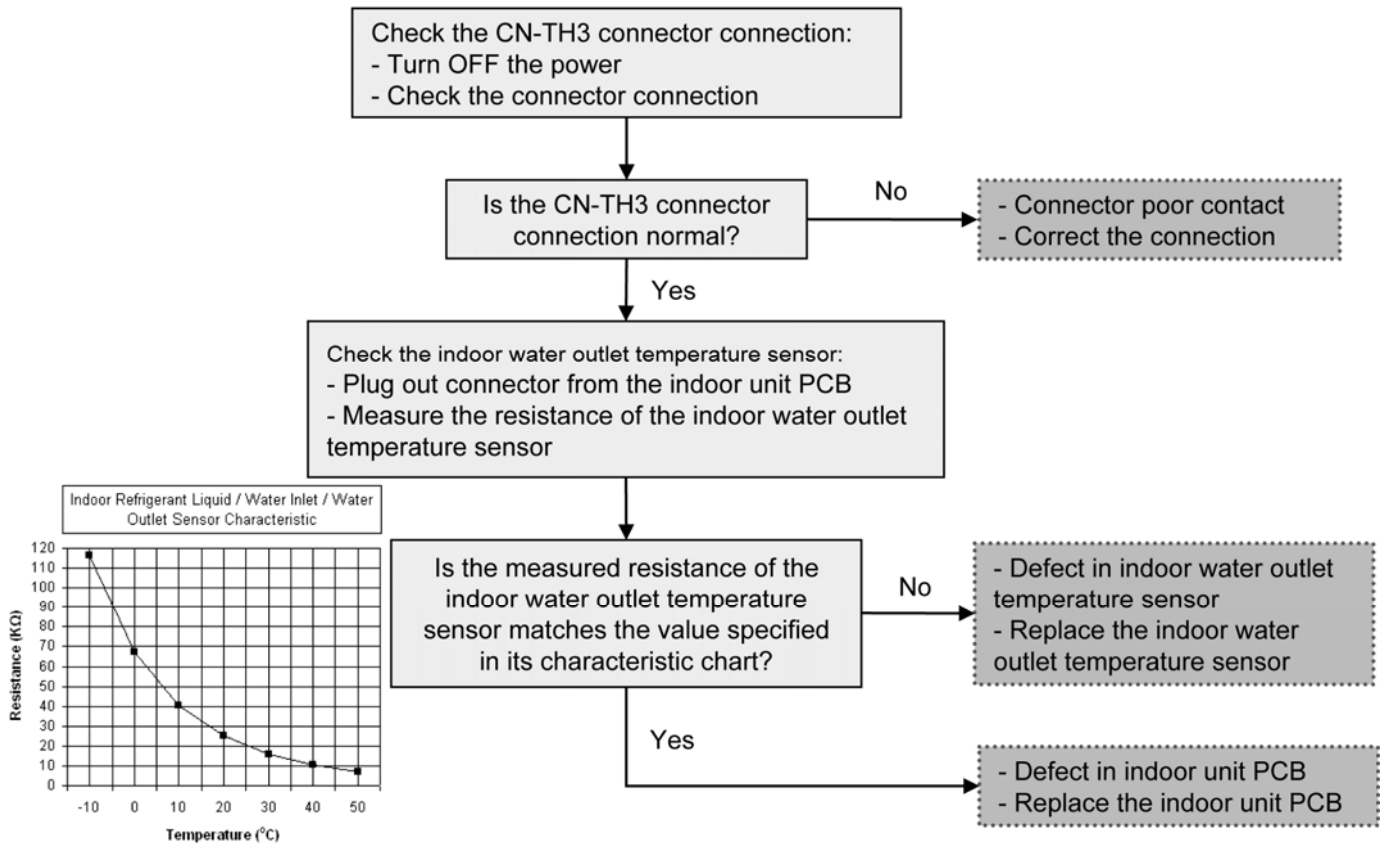 Check the CN-TH3 connector connection:
- Turn OFF the power
- Check the connector connection
Is the CN-TH3 connector
connection normal?
No
- Connector poor contact
- Correct the connection
Yes
Check the indoor water outlet temperature sensor:
- Plug out connector from the indoor unit PCB
- Measure the resistance of the indoor water outlet
temperature sensor
Indoor Refrigerant Liquid / Water Inlet / Water
Outlet Sensor Characteristic
Resistance (KΩ)
120
110
100
90
80
70
60
50
40
30
20
10
0
-10 0 10 20 30 40 50
Temperature (⁰C)
Is the measured resistance of the
indoor water outlet temperature
sensor matches the value specified
in its characteristic chart?
No
- Defect in indoor water outlet
temperature sensor
- Replace the indoor water
outlet temperature sensor
Yes
- Defect in indoor unit PCB
- Replace the indoor unit PCB